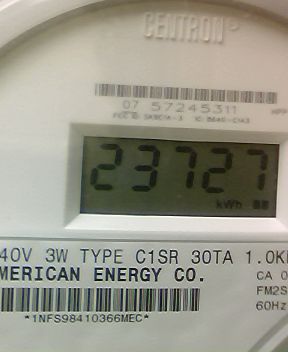 CENTRON®
07 57245311
23727
kWh
40V 3W TYPE C1SR 30TA 1.0K
MERICAN ENERGY CO.
CA 0
FM2S
60Hz
*1NFS98410366MEC*